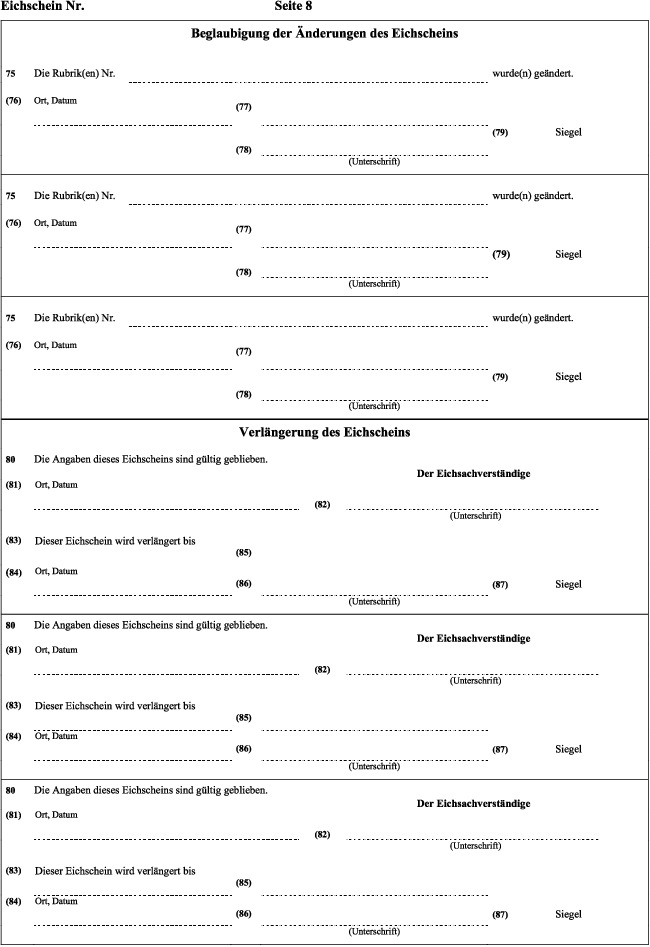 Eichschein Nr. Seite 8
Beglaubigung der Änderungen des Eichscheins
75 Die Rubrik(en) Nr. wurde(n) geändert.
(76) Ort, Datum
(77)
(79) Siegel
(78)
(Unterschrift)
75 Die Rubrik(en) Nr. wurde(n) geändert.
(76) Ort, Datum
(77)
(79) Siegel
(78)
(Unterschrift)
75 Die Rubrik(en) Nr. wurde(n) geändert.
(76) Ort, Datum
(77)
(79) Siegel
(78)
(Unterschrift)
Verlängerung des Eichscheins
80 Die Angaben dieses Eichscheins sind gültig geblieben.
Der Eichsachverständige
(81) Ort, Datum
(82)
(Unterschrift)
(83) Dieser Eichschein wird verlängert bis
(85)
(84) Ort, Datum
(86) (87) Siegel
(Unterschrift)
80 Die Angaben dieses Eichscheins sind gültig geblieben.
Der Eichsachverständige
(81) Ort, Datum
(82)
(Unterschrift)
(83) Dieser Eichschein wird verlängert bis
(85)
(84) Ort, Datum
(86) (87) Siegel
(Unterschrift)
80 Die Angaben dieses Eichscheins sind gültig geblieben.
Der Eichsachverständige
(81) Ort, Datum
(82)
(Unterschrift)
(83) Dieser Eichschein wird verlängert bis
(85)
(84) Ort, Datum
(86) (87) Siegel
(Unterschrift)